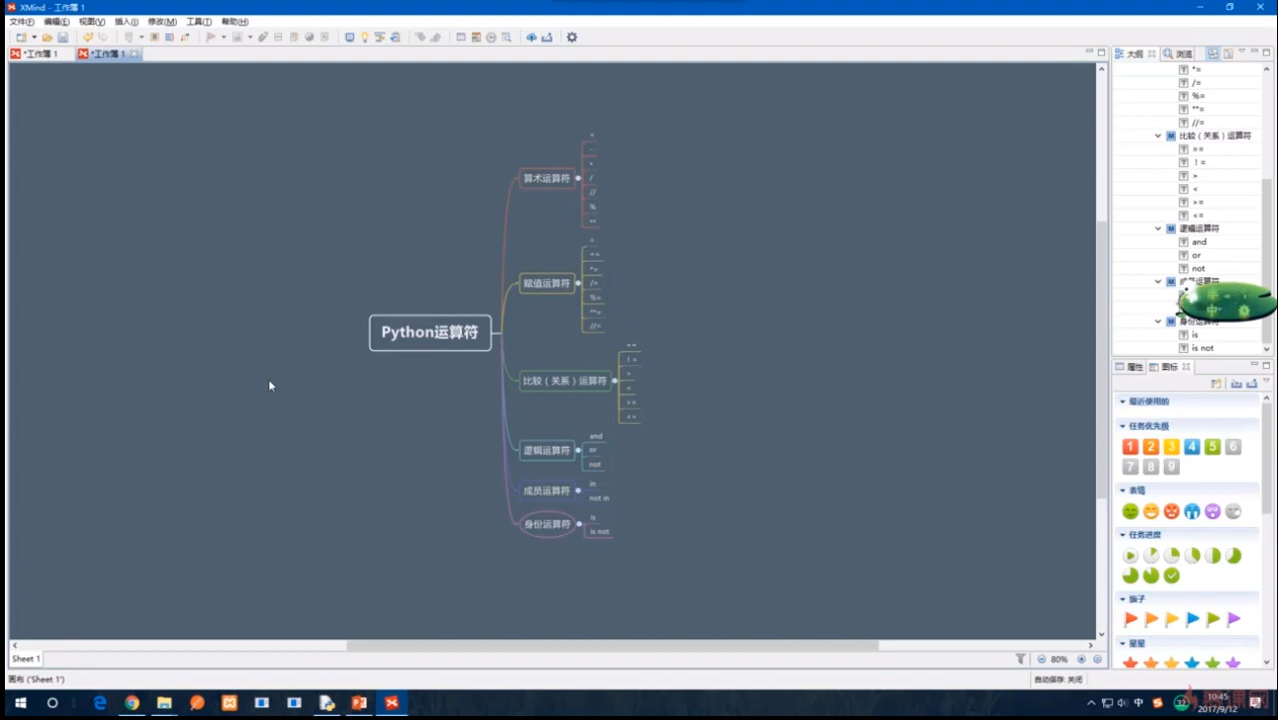 XMind - 工作簿 1
文件(F) 编辑(E) 视图(V) 插入(I) 修改(M) 工具(T) 帮助(H)
*工作簿 1
*工作簿 1
Python运算符
算术运算符
+
-
*
/
//
%
**
赋值运算符
=
+=
*=
/=
%=
**=
//=
比较（关系）运算符
==
！=
>
<
>=
<=
逻辑运算符
and
or
not
成员运算符
in
not in
身份运算符
is
is not
大纲
浏览
*=
/=
%=
**=
//=
比较（关系）运算符
==
！=
>
<
>=
<=
逻辑运算符
and
or
not
成员运算符
中
身份运算符
is
is not
属性
图标
最近使用的
任务优先级
1 2 3 4 5 6
7 8 9
表情
任务进度
旗子
星星
Sheet 1
80%
画布 ('Sheet 1')
自动保存: 关闭
中
32
10:45
2017/9/12